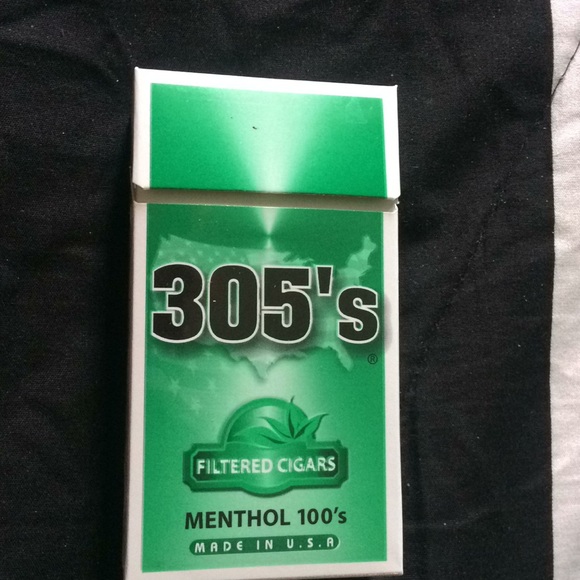 305's
®
FILTERED CIGARS
MENTHOL 100's
MADE IN U.S.A